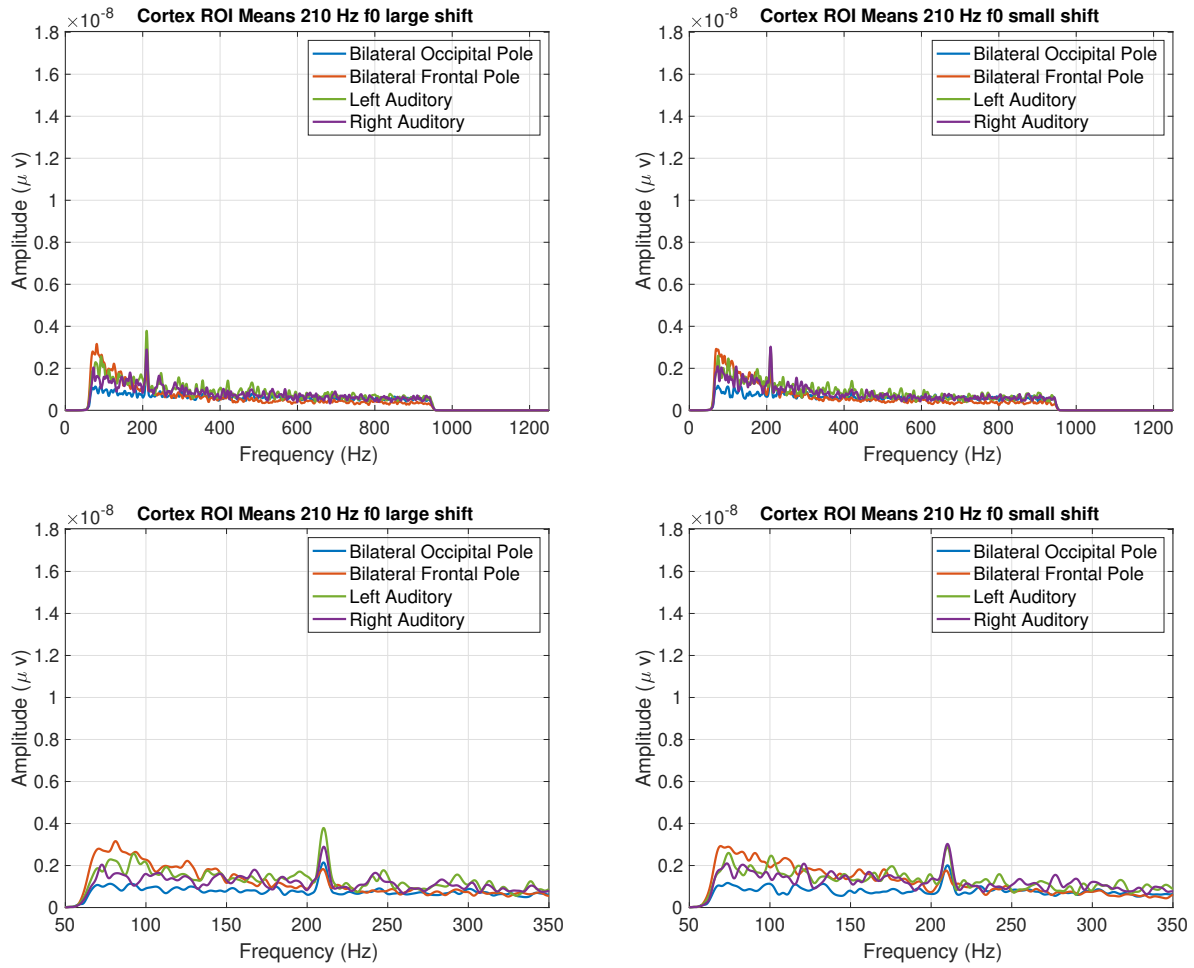 ×10⁻⁸ Cortex ROI Means 210 Hz f0 large shift
1.8
1.6
1.4
1.2
1
0.8
0.6
0.4
0.2
0
Amplitude (μ v)
Bilateral Occipital Pole
Bilateral Frontal Pole
Left Auditory
Right Auditory
0 200 400 600 800 1000 1200
Frequency (Hz)
×10⁻⁸ Cortex ROI Means 210 Hz f0 small shift
1.8
1.6
1.4
1.2
1
0.8
0.6
0.4
0.2
0
Amplitude (μ v)
Bilateral Occipital Pole
Bilateral Frontal Pole
Left Auditory
Right Auditory
0 200 400 600 800 1000 1200
Frequency (Hz)
×10⁻⁸ Cortex ROI Means 210 Hz f0 large shift
1.8
1.6
1.4
1.2
1
0.8
0.6
0.4
0.2
0
Amplitude (μ v)
Bilateral Occipital Pole
Bilateral Frontal Pole
Left Auditory
Right Auditory
50 100 150 200 250 300 350
Frequency (Hz)
×10⁻⁸ Cortex ROI Means 210 Hz f0 small shift
1.8
1.6
1.4
1.2
1
0.8
0.6
0.4
0.2
0
Amplitude (μ v)
Bilateral Occipital Pole
Bilateral Frontal Pole
Left Auditory
Right Auditory
50 100 150 200 250 300 350
Frequency (Hz)